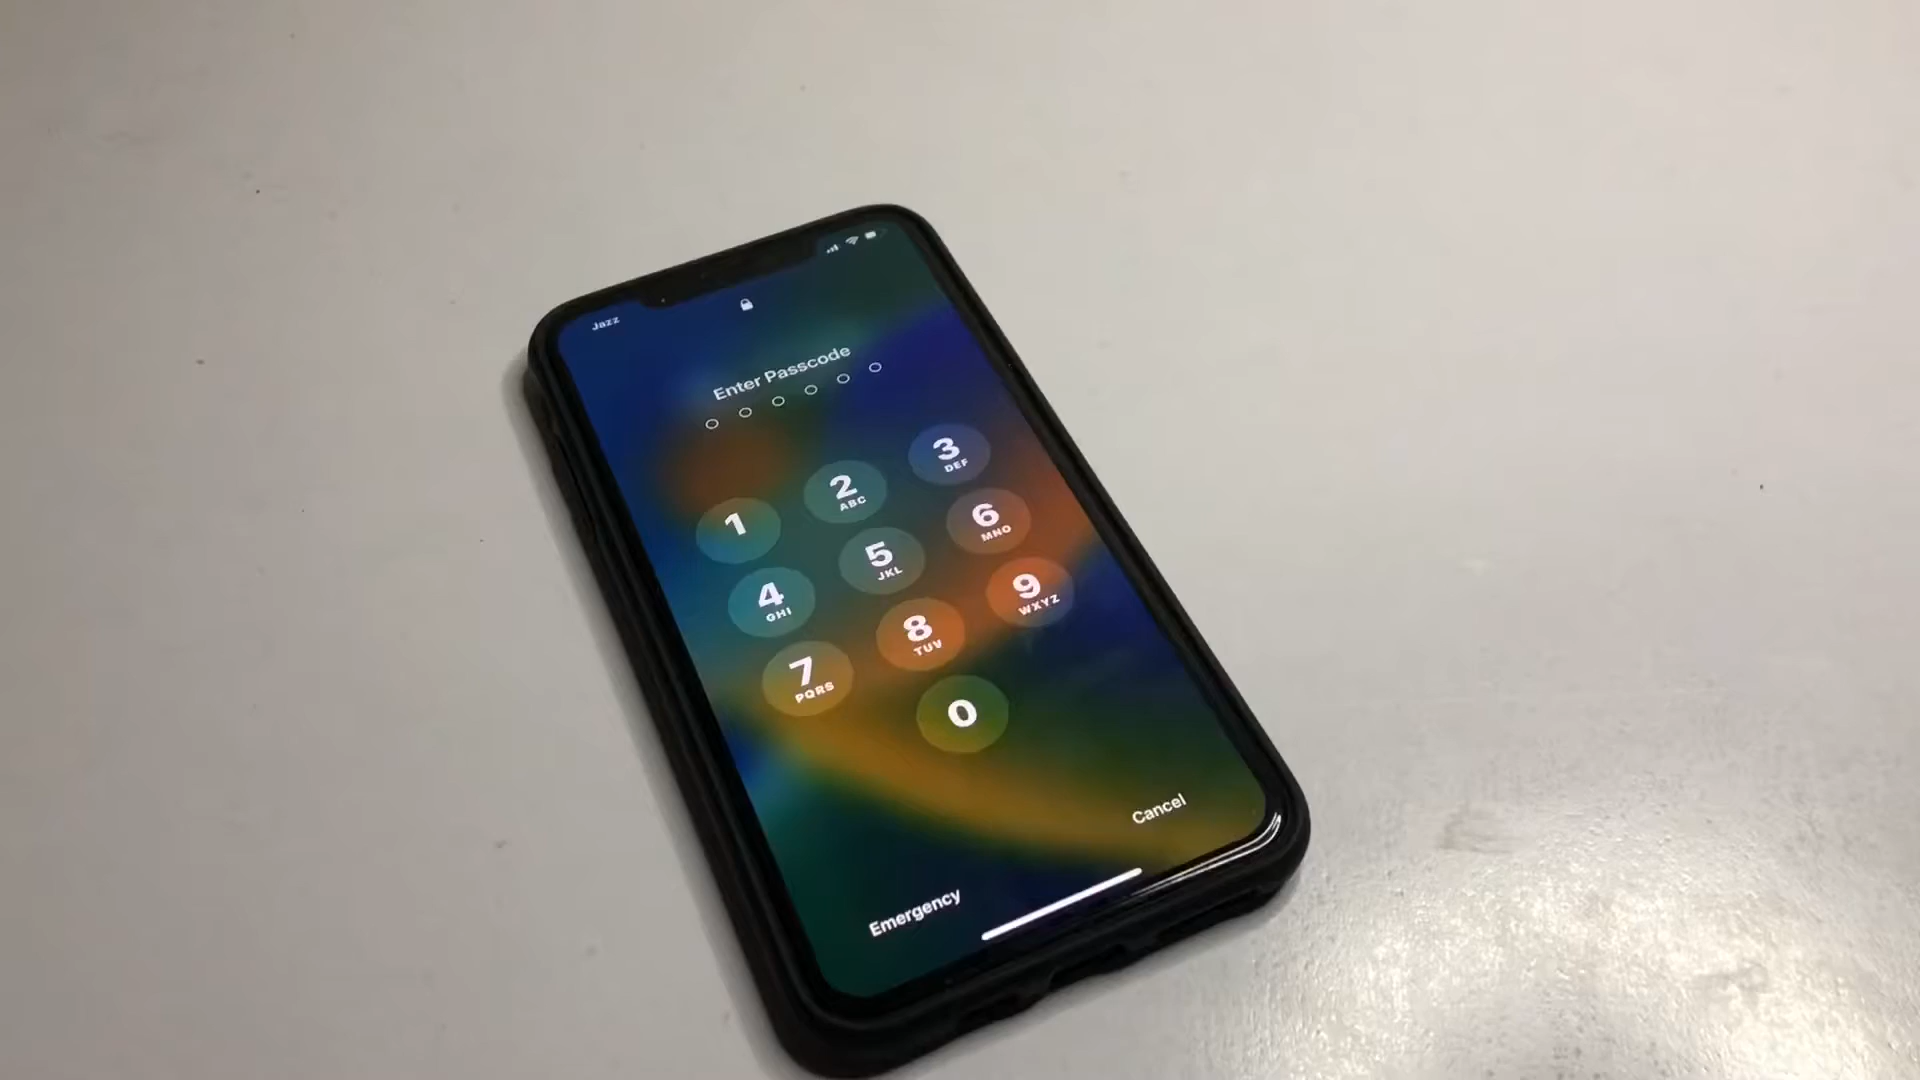 Jazz
Enter Passcode
1
2
ABC
3
DEF
4
GHI
5
JKL
6
MNO
7
PQRS
8
TUV
9
WXYZ
0
Emergency
Cancel